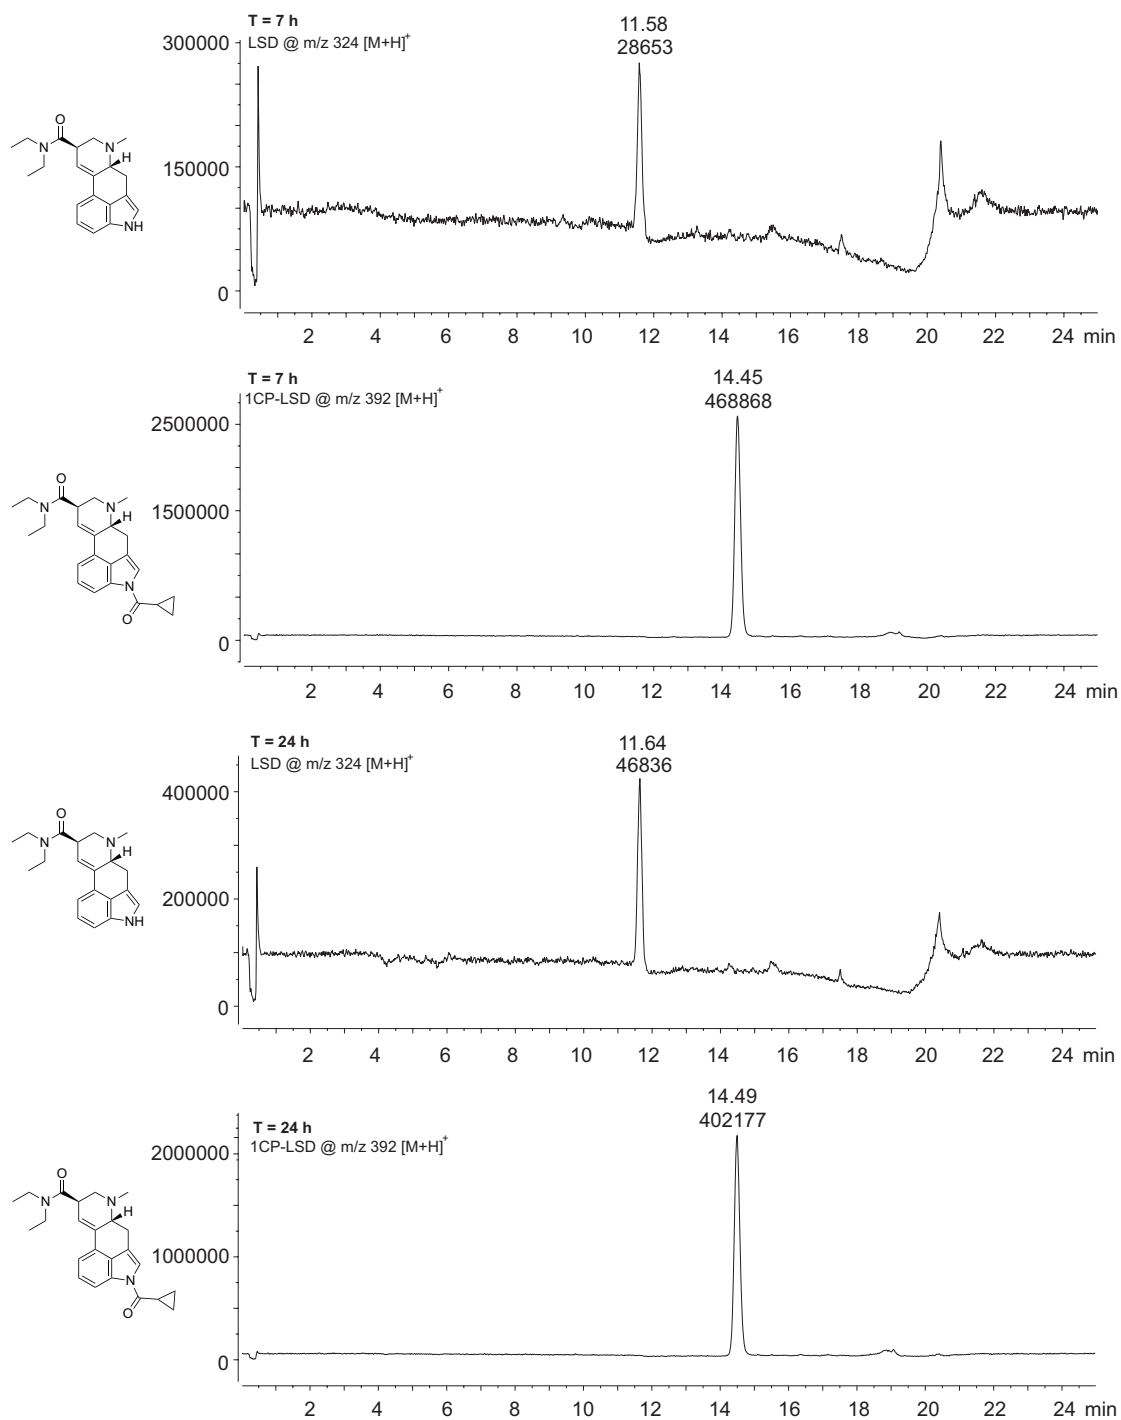 T = 7 h
LSD @ m/z 324 [M+H]+
11.58
28653
300000
150000
0
O
N
N
H
NH
2 4 6 8 10 12 14 16 18 20 22 24 min
T = 7 h
1CP-LSD @ m/z 392 [M+H]+
14.45
468868
2500000
1500000
0
O
N
N
H
N
O
2 4 6 8 10 12 14 16 18 20 22 24 min
T = 24 h
LSD @ m/z 324 [M+H]+
11.64
46836
400000
200000
0
O
N
N
H
NH
2 4 6 8 10 12 14 16 18 20 22 24 min
T = 24 h
1CP-LSD @ m/z 392 [M+H]+
14.49
402177
2000000
1000000
0
O
N
N
H
N
O
2 4 6 8 10 12 14 16 18 20 22 24 min